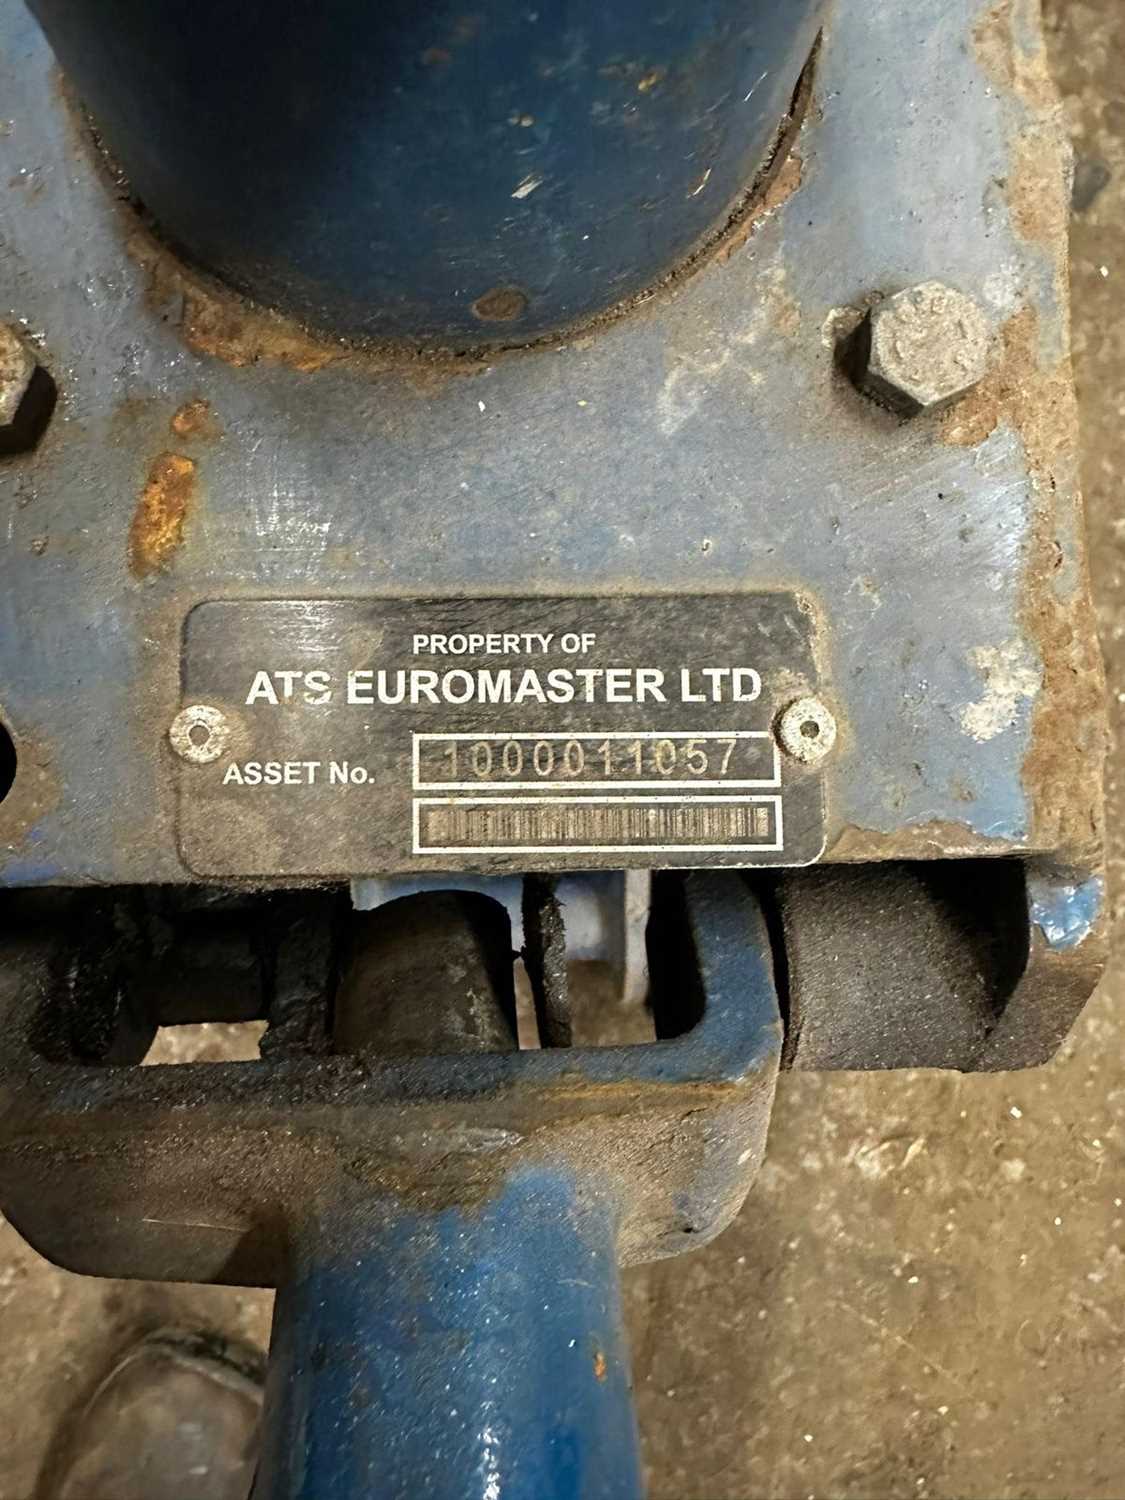 PROPERTY OF
ATS EUROMASTER LTD
ASSET No. 1000011057